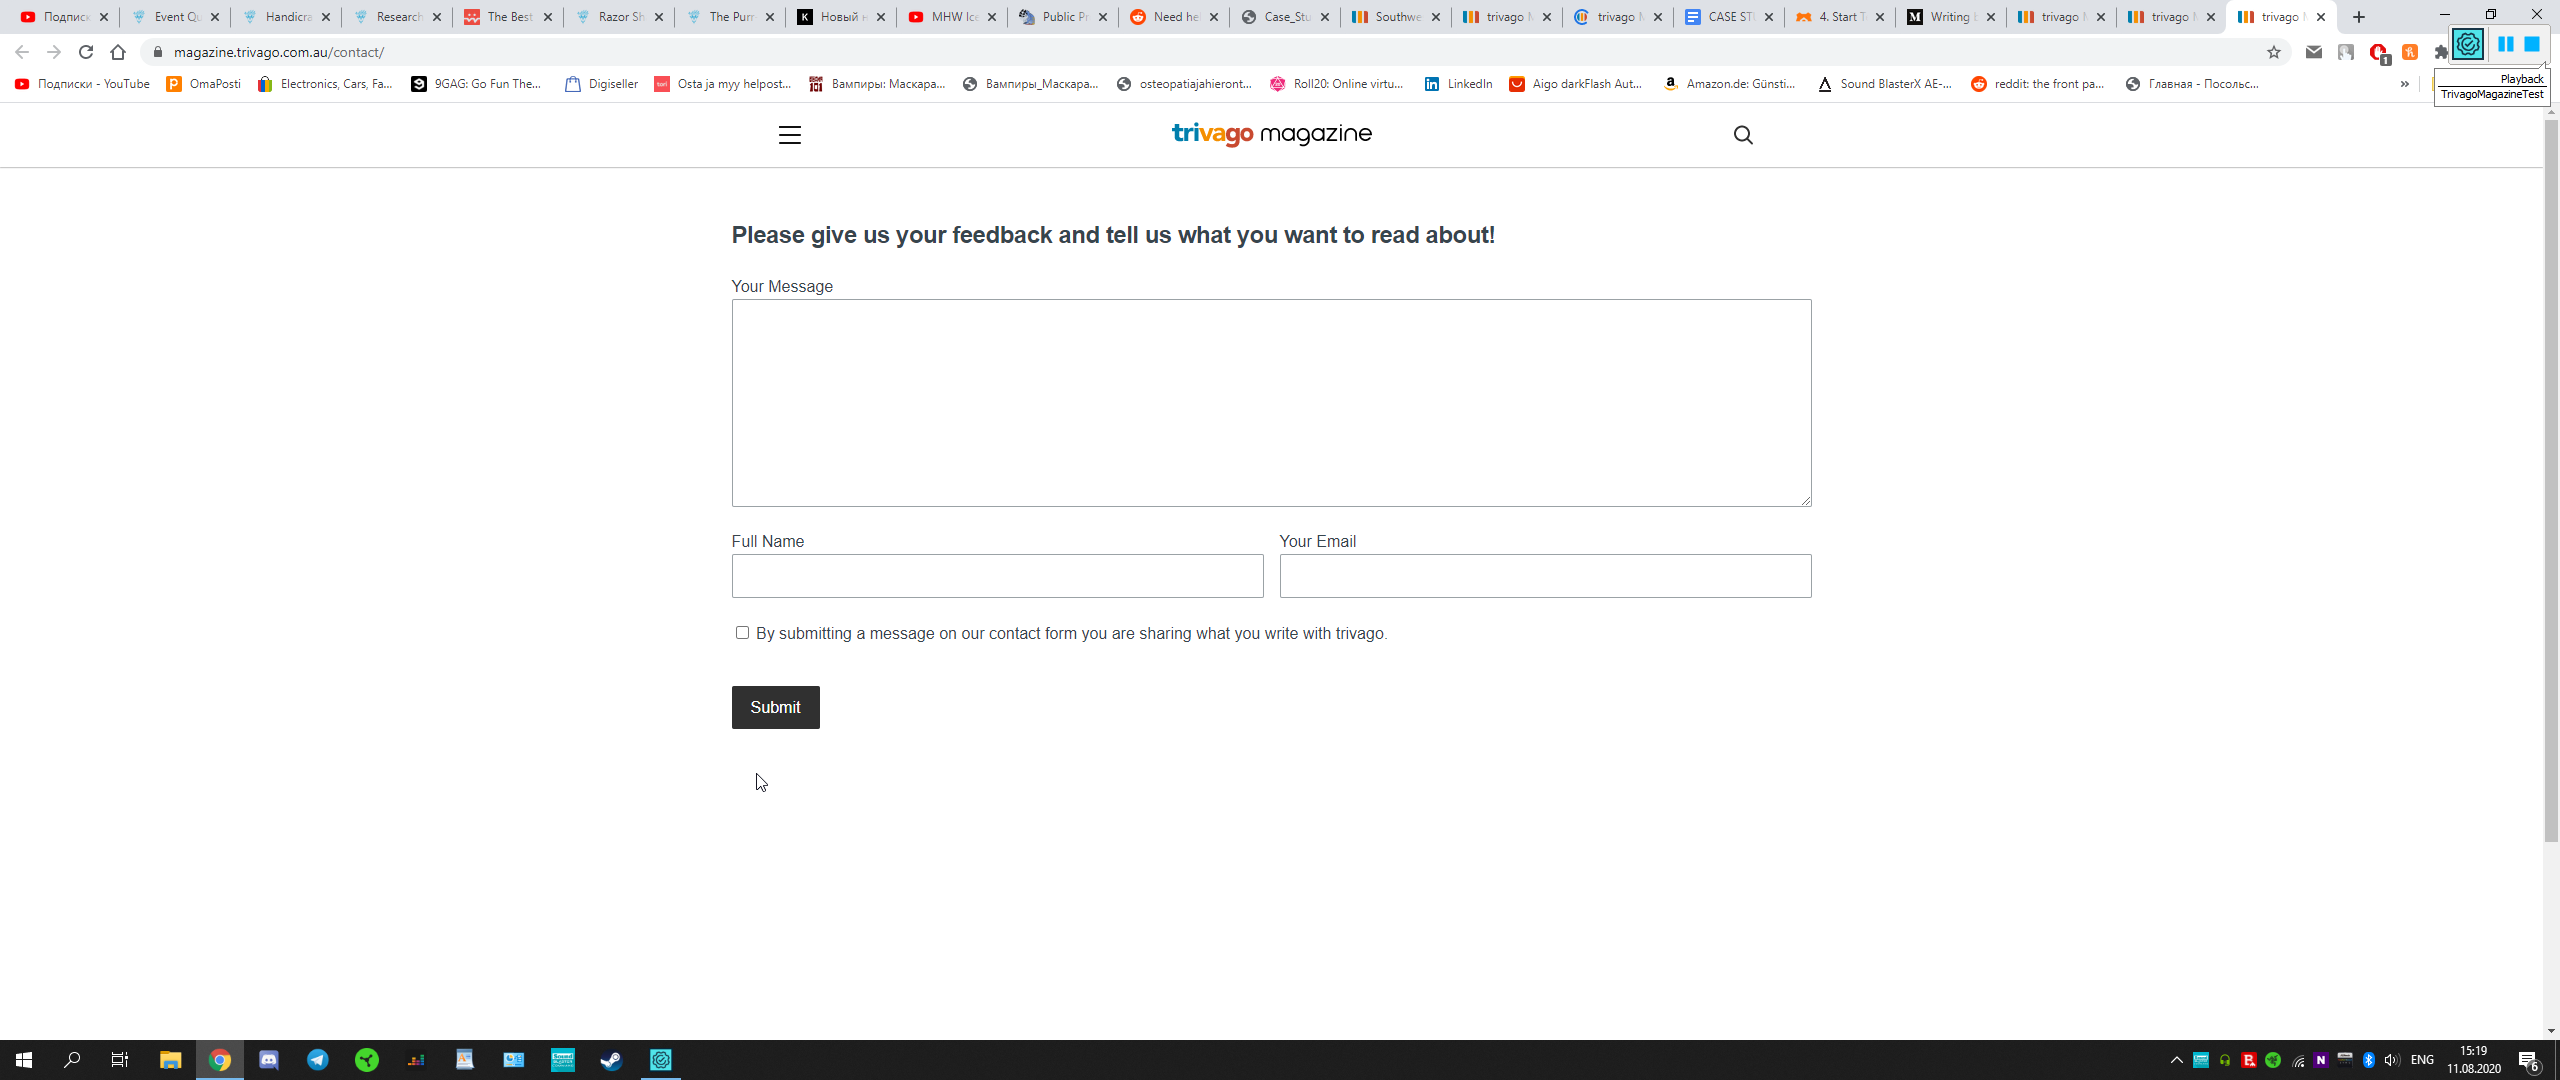 Подписк
Event Qu
Handicra
Research
The Best
Razor Sh
The Purr
Новый н
MHW Ice
Public Pr
Need hel
Case_Stu
Southwe
trivago M
trivago M
CASE STU
4. Start T
Writing b
trivago M
trivago M
trivago M
magazine.trivago.com.au/contact/
1
Playback
TrivagoMagazineTest
Подписки - YouTube
OmaPosti
Electronics, Cars, Fa...
9GAG: Go Fun The...
Digiseller
Osta ja myy helpost...
Вампиры: Маскара...
Вампиры_Маскара...
osteopatiajahieront...
Roll20: Online virtu...
LinkedIn
Aigo darkFlash Aut...
Amazon.de: Günsti...
Sound BlasterX AE-...
reddit: the front pa...
Главная - Посольс...
»
trivago magazine
Please give us your feedback and tell us what you want to read about!
Your Message
Full Name
Your Email
By submitting a message on our contact form you are sharing what you write with trivago.
Submit
ENG
15:19
11.08.2020
6